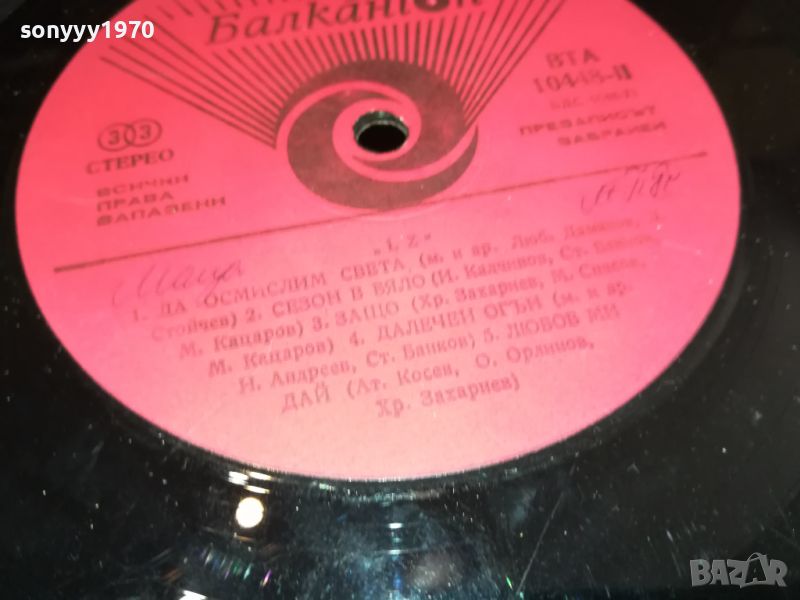 sonyyy1970
Балкантон
ВТА
10448-II
33
СТЕРЕО
ПРЕЗАПИСЪТ
ЗАБРАНЕН
ВСИЧКИ
ПРАВА
ЗАПАЗЕНИ
„L Z“
1. ДА ОСМИСЛИМ СВЕТА (м. и ар. Люб. Дамянов, Д.
Стойчев) 2. СЕЗОН В БЯЛО (И. Калчинов, Ст. Банков,
М. Кацаров) 3. ЗАЩО (Хр. Захариев, М. Спасов,
М. Кацаров) 4. ДАЛЕЧЕН ОГЪН (м. и ар.
Н. Андреев, Ст. Банков) 5. ЛЮБОВ МИ
ДАЙ (Ат. Косев, О. Орлинов,
Хр. Захариев)
BAZAR